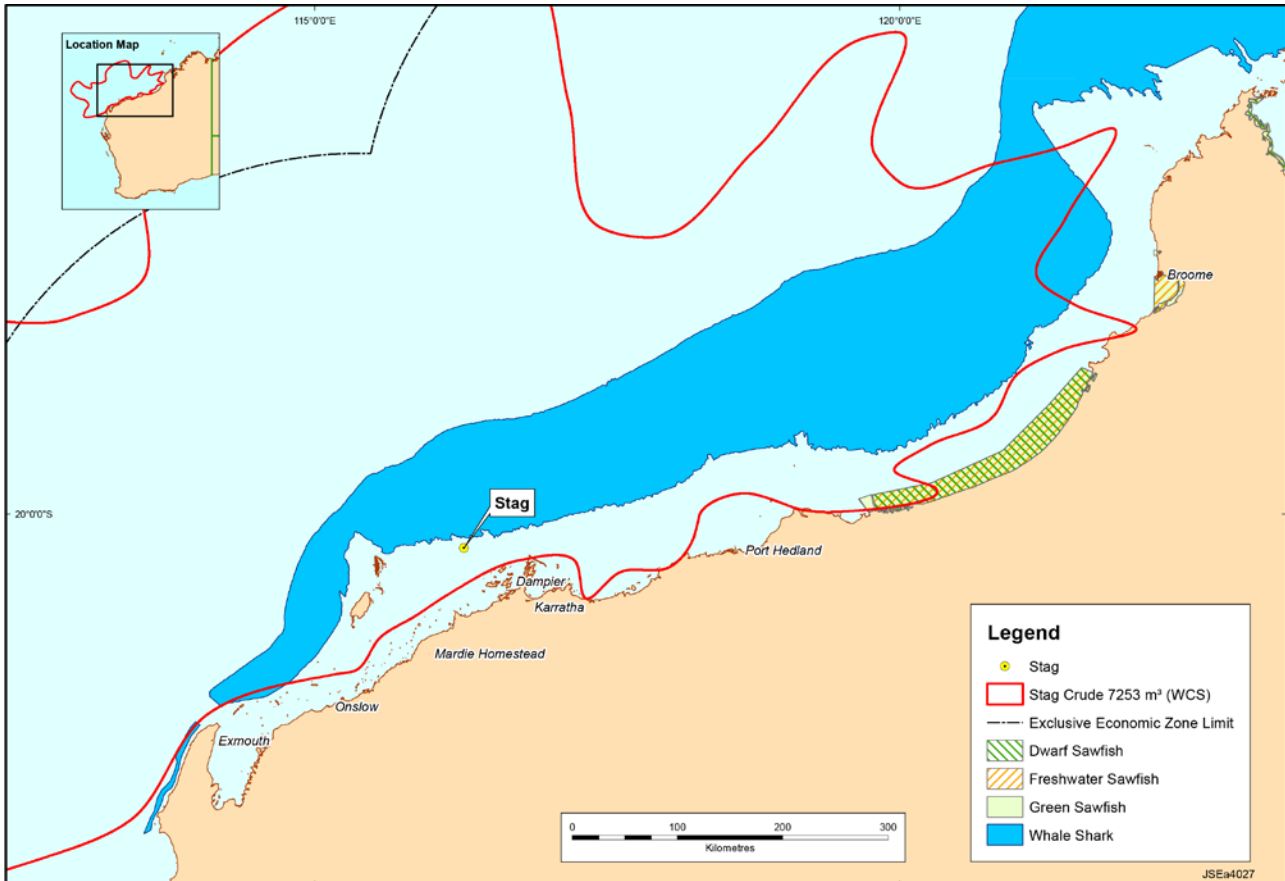 115°0'0"E
120°0'0"E
Location Map
Broome
20°0'0"S
Stag
Port Hedland
Dampier
Karratha
Mardie Homestead
Onslow
Exmouth
Legend
Stag
Stag Crude 7253 m³ (WCS)
Exclusive Economic Zone Limit
Dwarf Sawfish
Freshwater Sawfish
Green Sawfish
Whale Shark
0 100 200 300
Kilometres
JSEa4027